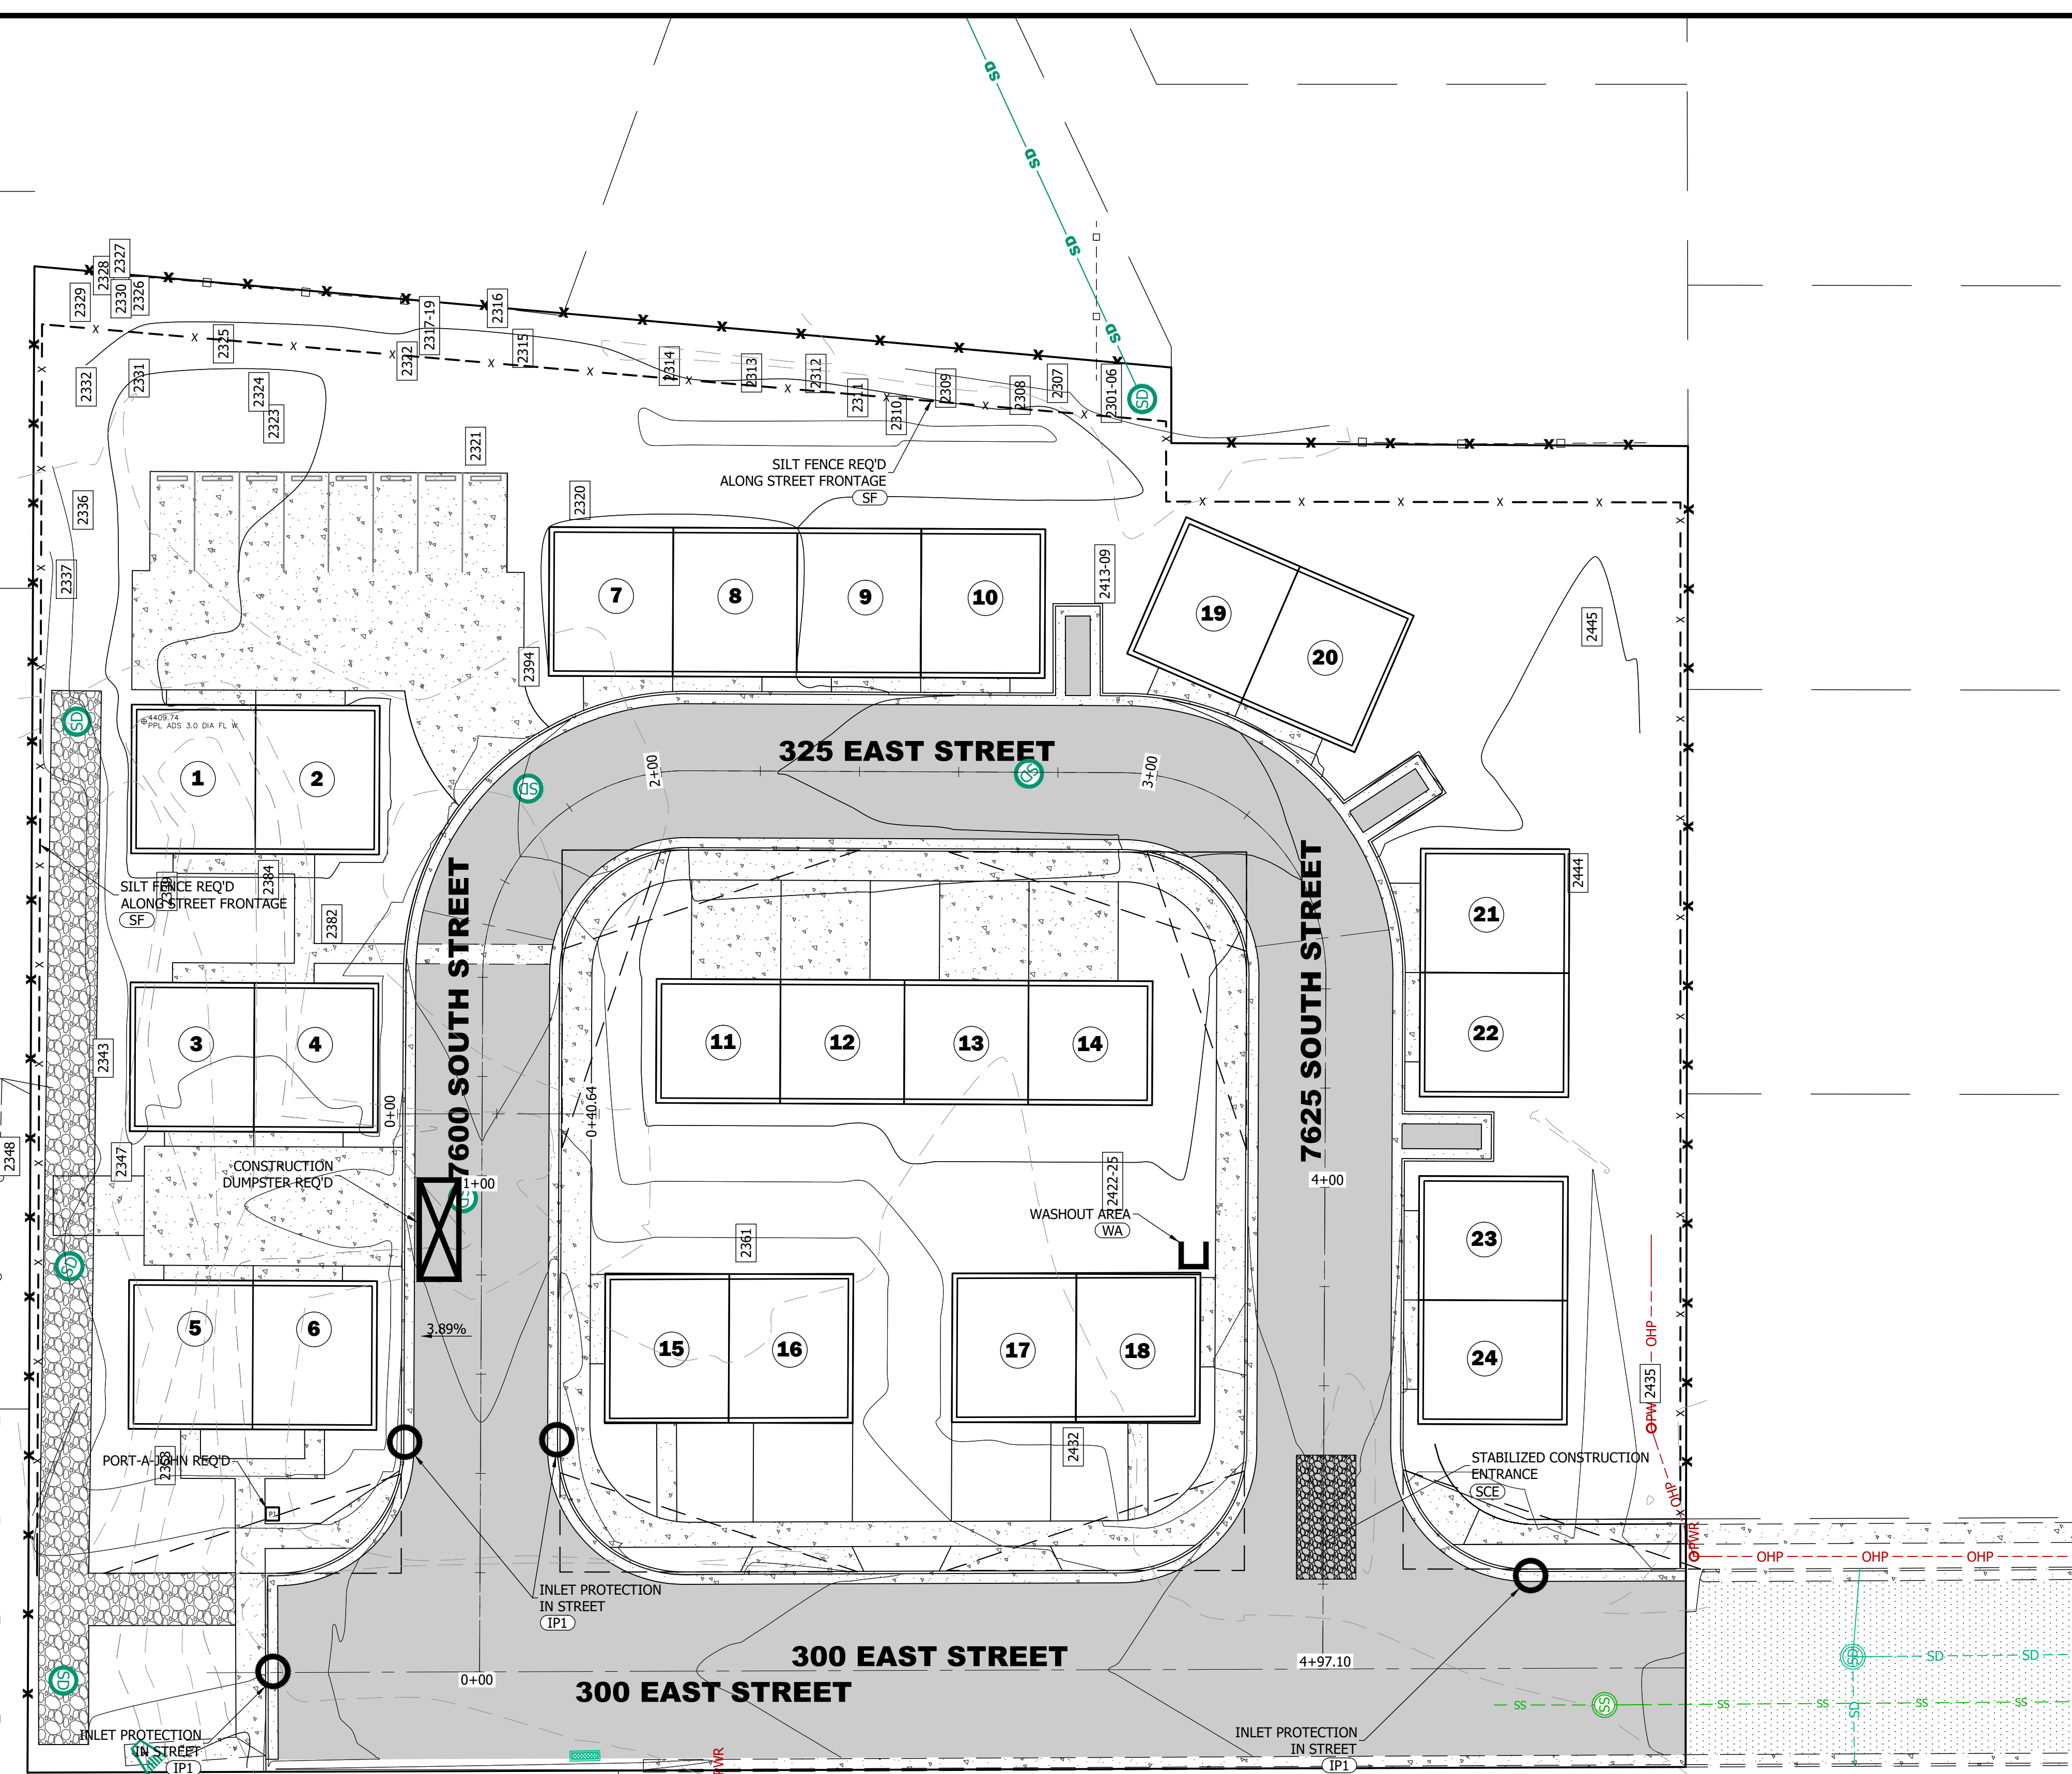 SD
SD
SD
SD
2327
2328
2330
2326
2329
2317-19
2316
2325
2322
2315
2314
2313
2312
2311
2310
2309
2308
2307
2301-06
SD
2332
2331
2324
2323
2321
2336
2320
2337
SILT FENCE REQ'D
ALONG STREET FRONTAGE
SF
7
8
9
10
2413-09
19
20
2445
2394
SD
4409.74
PPL ADS 3.0 DIA FL W
1
2
SD
2+00
325 EAST STREET
SD
3+00
7600 SOUTH STREET
7625 SOUTH STREET
2384
2382
SILT FENCE REQ'D
ALONG STREET FRONTAGE
SF
21
2444
22
3
4
2343
11
12
13
14
0+00
0+40.64
2348
2347
CONSTRUCTION
DUMPSTER REQ'D
1+00
SD
4+00
2422-25
WASHOUT AREA
WA
2361
23
24
SD
5
6
3.89%
15
16
17
18
OHP
2435
OPW
OHP
PORT-A-JOHN REQ'D
PJ
2432
STABILIZED CONSTRUCTION
ENTRANCE
SCE
INLET PROTECTION
IN STREET
IP1
OPWR
OHP
OHP
OHP
300 EAST STREET
300 EAST STREET
0+00
4+97.10
SD
SD
SD
SD
SD
SS
SS
SS
SS
SS
SS
INLET PROTECTION
IN STREET
IP1
INLET PROTECTION
IN STREET
IP1
PWR